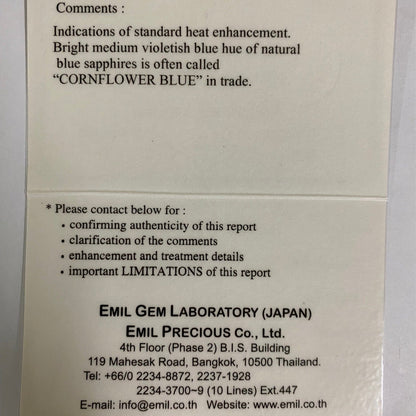 Comments :
Indications of standard heat enhancement.
Bright medium violetish blue hue of natural
blue sapphires is often called
“CORNFLOWER BLUE” in trade.
* Please contact below for :
• confirming authenticity of this report
• clarification of the comments
• enhancement and treatment details
• important LIMITATIONS of this report
EMIL GEM LABORATORY (JAPAN)
EMIL PRECIOUS CO., LTD.
4th Floor (Phase 2) B.I.S. Building
119 Mahesak Road, Bangkok, 10500 Thailand.
Tel: +66/0 2234-8872, 2237-1928
2234-3700~9 (10 Lines) Ext.447
E-mail: info@emil.co.th Website: www.emil.co.th